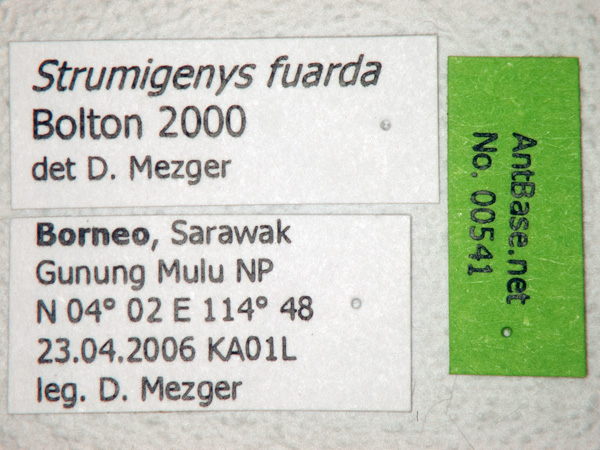 Strumigenys fuarda
Bolton 2000
det D. Mezger
Borneo, Sarawak
Gunung Mulu NP
N 04° 02 E 114° 48
23.04.2006 KA01L
leg. D. Mezger
AntBase.net
No. 00541